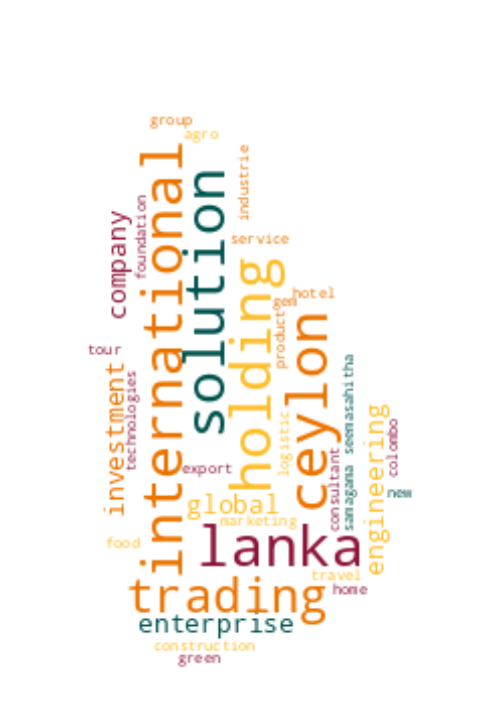 group
agro
international
solution
industrie
foundation
company
service
holding
hotel
gem
product
ceylon
tour
investment
technologies
seemasahitha
samagama
logistic
engineering
colombo
consultant
export
new
global
marketing
lanka
food
travel
home
trading
enterprise
construction
green